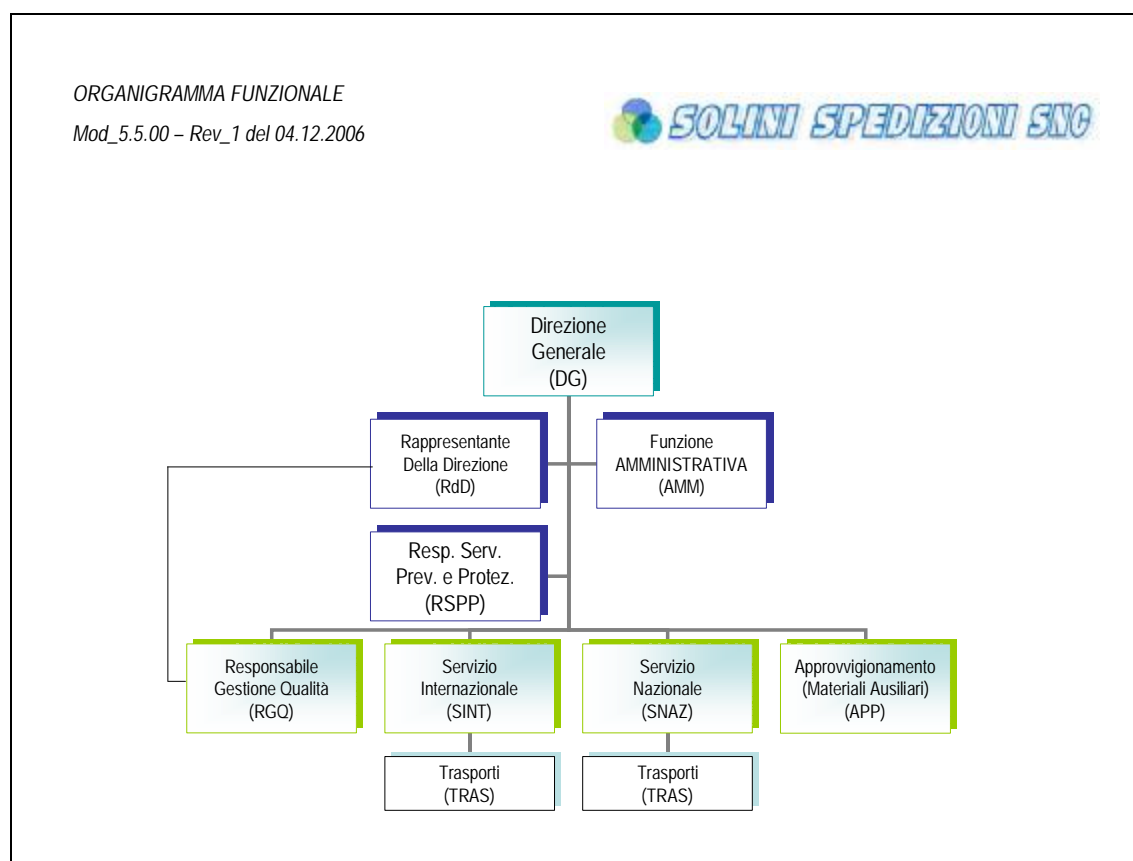 ORGANIGRAMMA FUNZIONALE
Mod_5.5.00 – Rev_1 del 04.12.2006
SOLINI SPEDIZIONI SNC
Direzione
Generale
(DG)
Rappresentante
Della Direzione
(RdD)
Funzione
AMMINISTRATIVA
(AMM)
Resp. Serv.
Prev. e Protez.
(RSPP)
Responsabile
Gestione Qualità
(RGQ)
Servizio
Internazionale
(SINT)
Servizio
Nazionale
(SNAZ)
Approvvigionamento
(Materiali Ausiliari)
(APP)
Trasporti
(TRAS)
Trasporti
(TRAS)